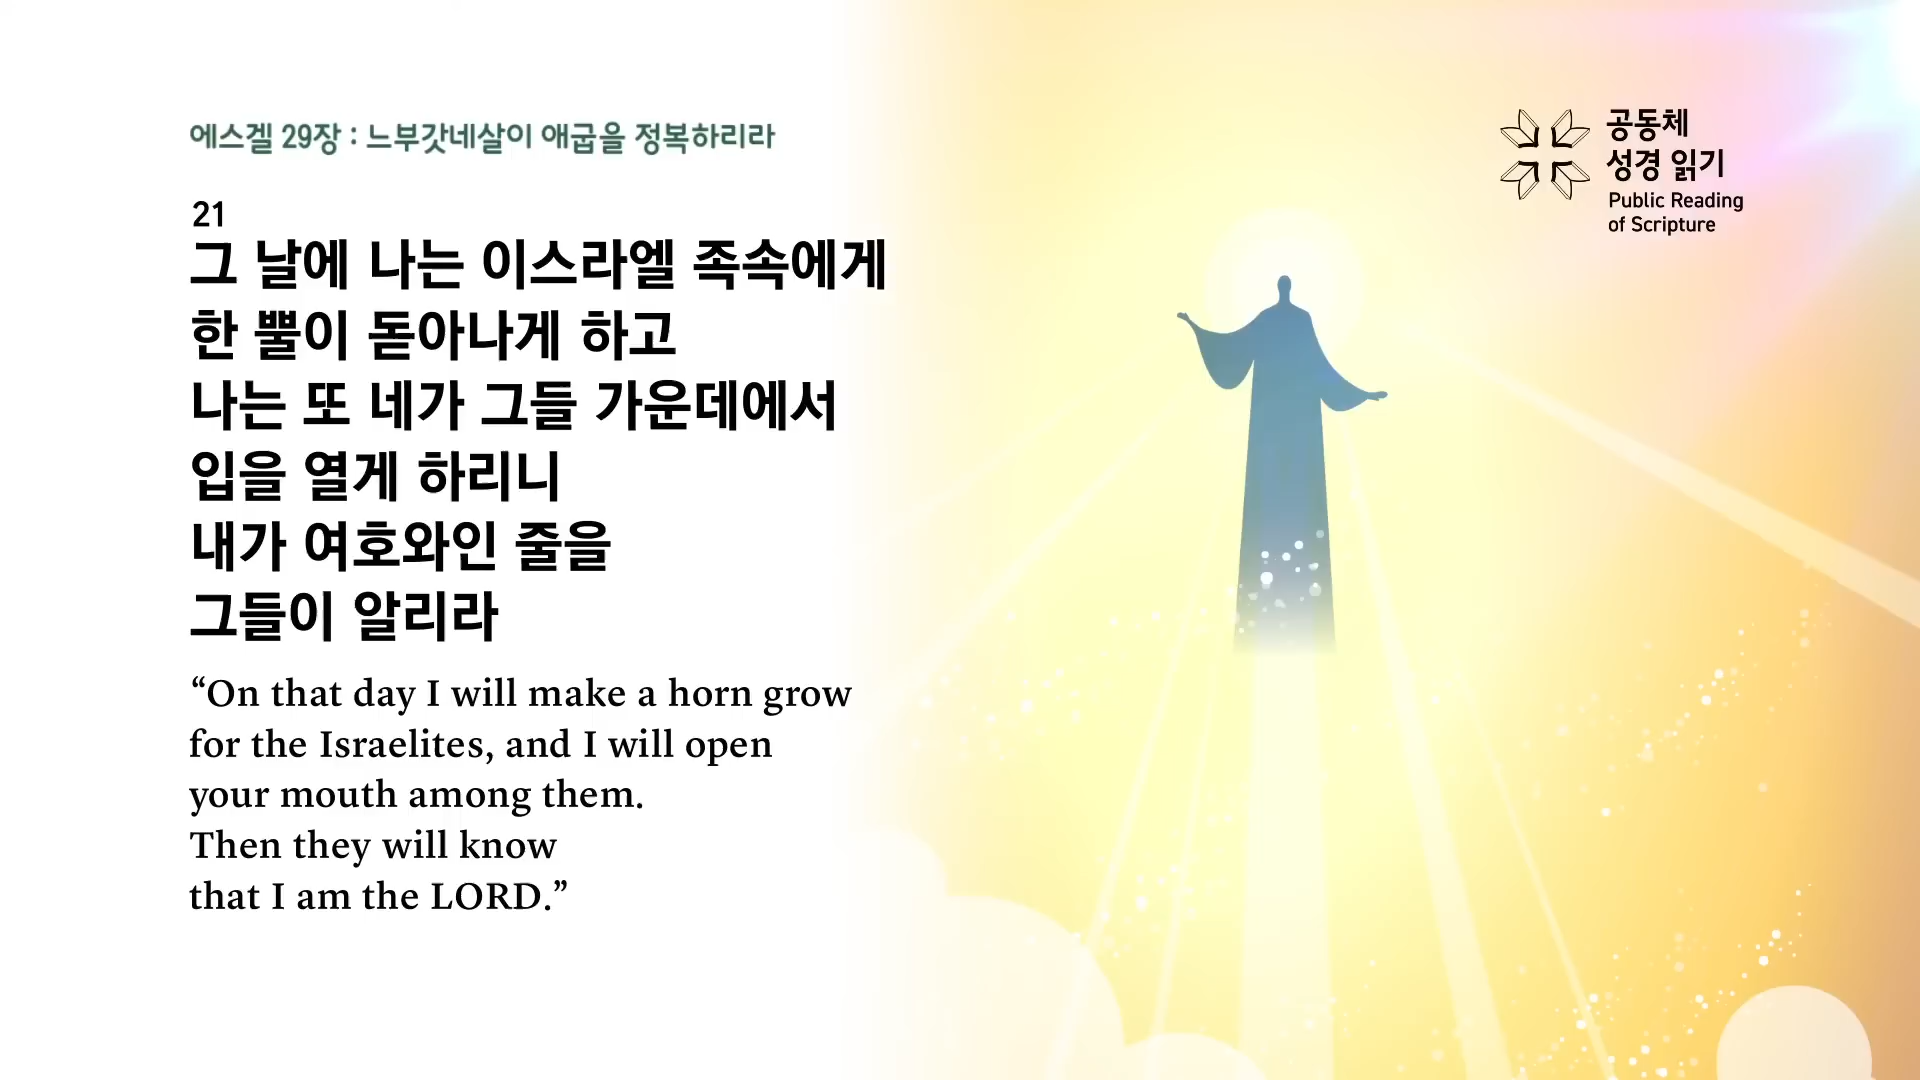 에스겔 29장 : 느부갓네살이 애굽을 정복하리라
21
그 날에 나는 이스라엘 족속에게
한 뿔이 돋아나게 하고
나는 또 네가 그들 가운데에서
입을 열게 하리니
내가 여호와인 줄을
그들이 알리라
“On that day I will make a horn grow
for the Israelites, and I will open
your mouth among them.
Then they will know
that I am the LORD.”
공동체
성경 읽기
Public Reading
of Scripture